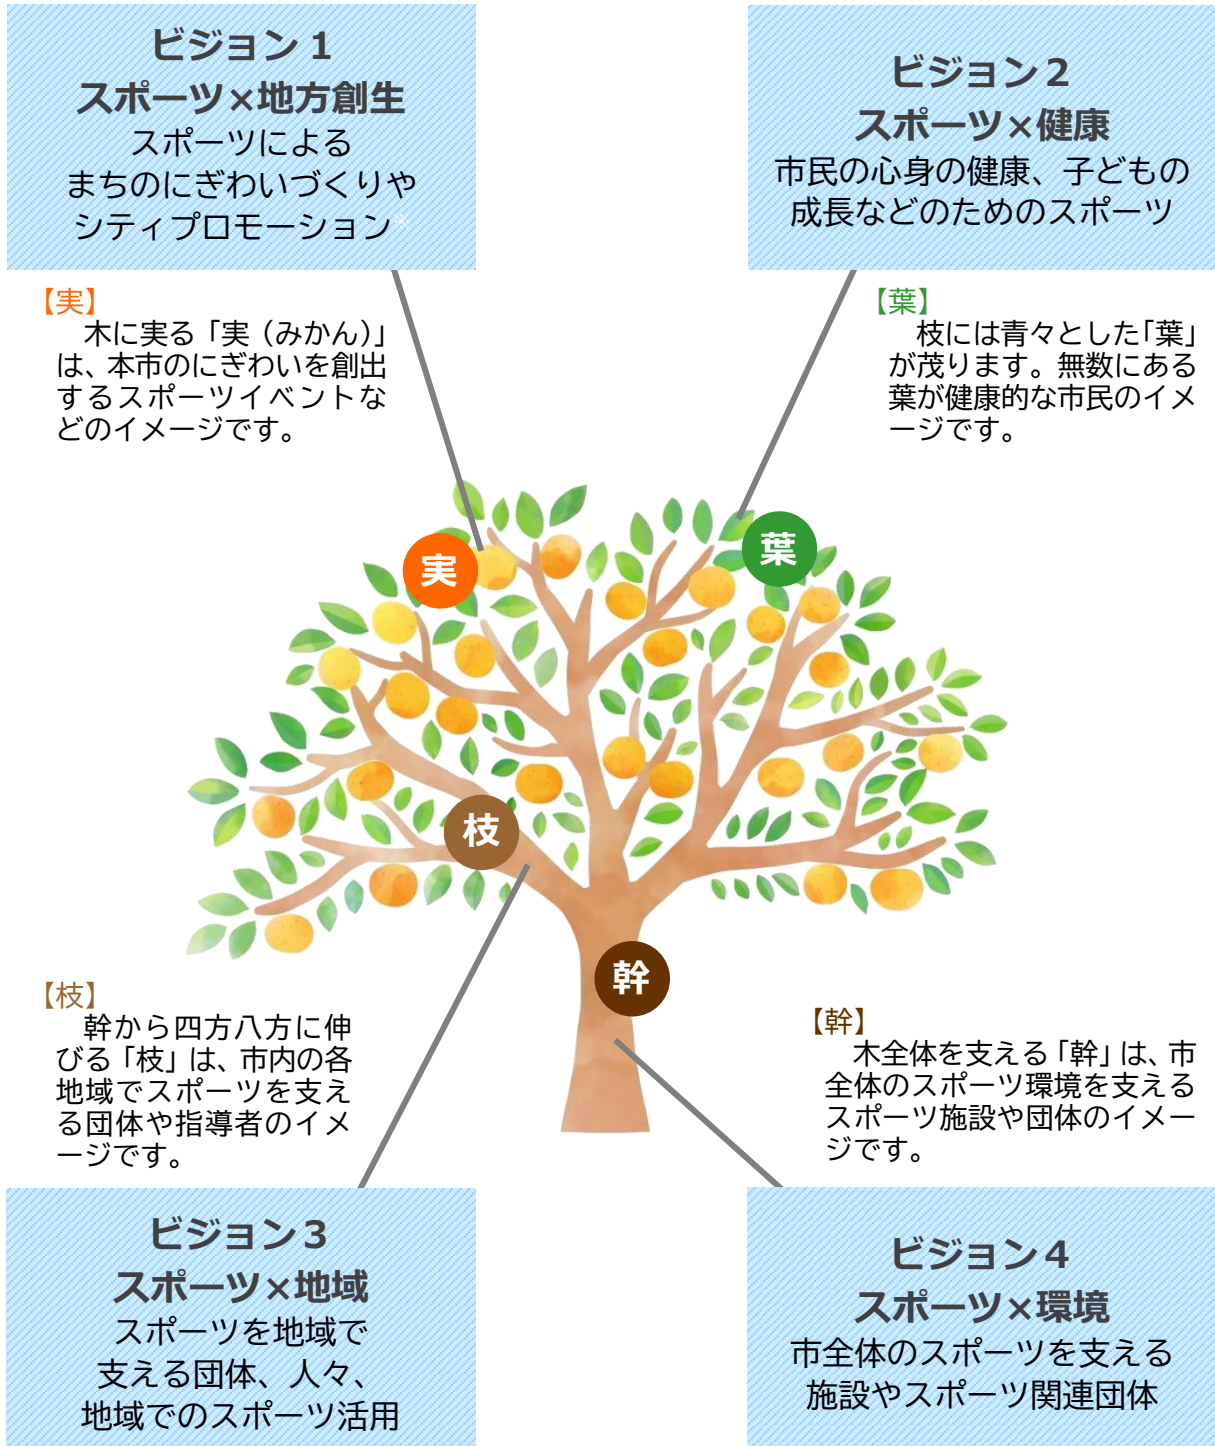 ビジョン１
スポーツ×地方創生
スポーツによる
まちのにぎわいづくりや
シティプロモーション※
ビジョン２
スポーツ×健康
市民の心身の健康、子どもの
成長などのためのスポーツ
【実】
木に実る「実（みかん）」
は、本市のにぎわいを創出
するスポーツイベントな
どのイメージです。
【葉】
枝には青々とした「葉」
が茂ります。無数にある
葉が健康的な市民のイメ
ージです。
実
葉
枝
幹
【枝】
幹から四方八方に伸
びる「枝」は、市内の各
地域でスポーツを支え
る団体や指導者のイメ
ージです。
【幹】
木全体を支える「幹」は、市
全体のスポーツ環境を支える
スポーツ施設や団体のイメー
ジです。
ビジョン３
スポーツ×地域
スポーツを地域で
支える団体、人々、
地域でのスポーツ活用
ビジョン４
スポーツ×環境
市全体のスポーツを支える
施設やスポーツ関連団体